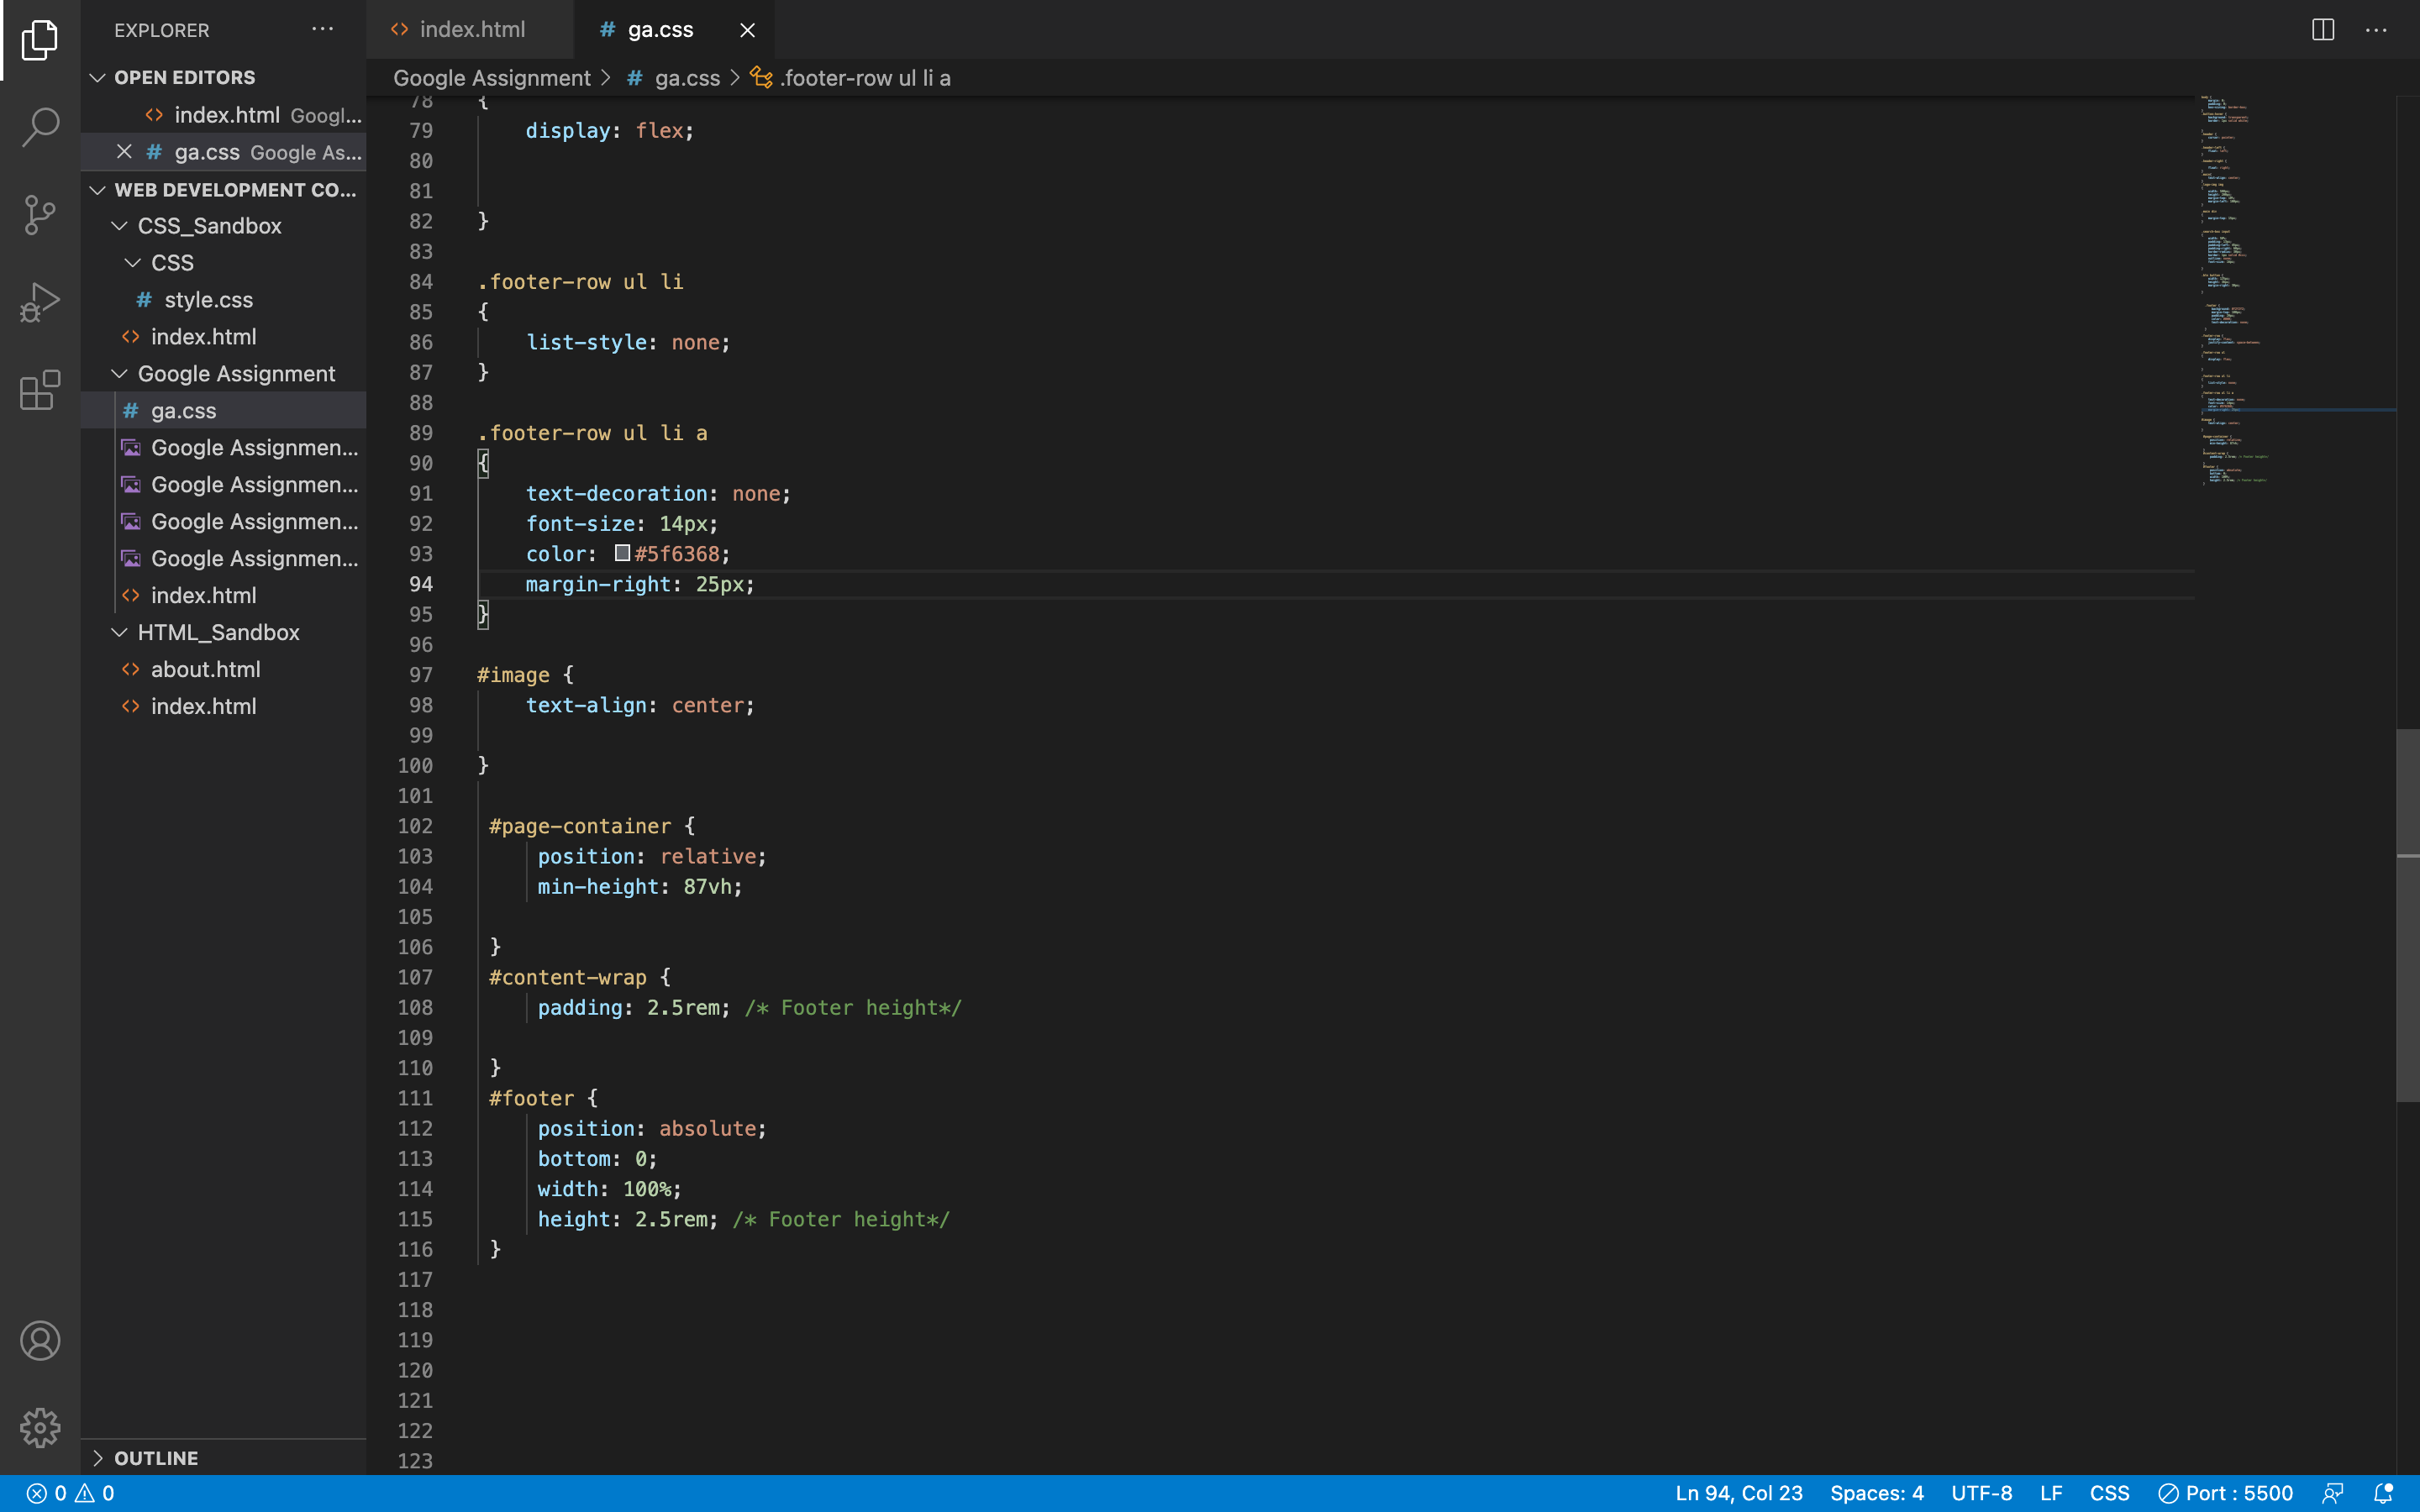 EXPLORER
OPEN EDITORS
index.html Googl...
# ga.css Google As...
WEB DEVELOPMENT CO...
CSS_Sandbox
CSS
# style.css
index.html
Google Assignment
# ga.css
Google Assignmen...
Google Assignmen...
Google Assignmen...
Google Assignmen...
index.html
HTML_Sandbox
about.html
index.html
OUTLINE
index.html
# ga.css
Google Assignment > # ga.css > .footer-row ul li a
78 {
79 display: flex;
80
81
82 }
83
84 .footer-row ul li
85 {
86 list-style: none;
87 }
88
89 .footer-row ul li a
90 {
91 text-decoration: none;
92 font-size: 14px;
93 color: #5f6368;
94 margin-right: 25px;
95 }
96
97 #image {
98 text-align: center;
99
100 }
101
102 #page-container {
103 position: relative;
104 min-height: 87vh;
105
106 }
107 #content-wrap {
108 padding: 2.5rem; /* Footer height*/
109
110 }
111 #footer {
112 position: absolute;
113 bottom: 0;
114 width: 100%;
115 height: 2.5rem; /* Footer height*/
116 }
117
118
119
120
121
122
123
0 0 Ln 94, Col 23 Spaces: 4 UTF-8 LF CSS Port : 5500